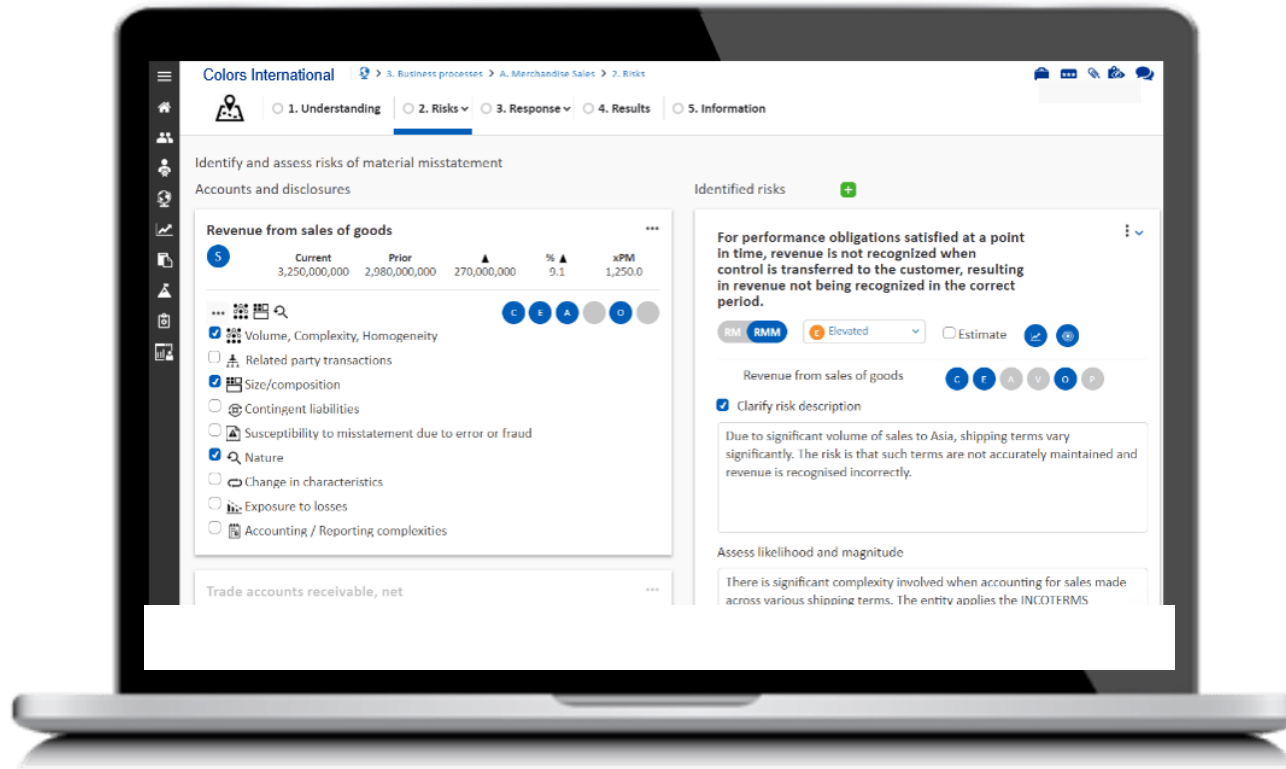 Colors International
3. Business processes > A. Merchandise Sales > 2. Risks
1. Understanding
2. Risks
3. Response
4. Results
5. Information
Identify and assess risks of material misstatement
Accounts and disclosures
Revenue from sales of goods
S
Current Prior ▲ % ▲ xPM
3,250,000,000 2,980,000,000 270,000,000 9.1 1,250.0
C E A O
Volume, Complexity, Homogeneity
Related party transactions
Size/composition
Contingent liabilities
Susceptibility to misstatement due to error or fraud
Nature
Change in characteristics
Exposure to losses
Accounting / Reporting complexities
Trade accounts receivable, net
Identified risks
For performance obligations satisfied at a point
in time, revenue is not recognized when
control is transferred to the customer, resulting
in revenue not being recognized in the correct
period.
RM RMM
E Elevated
Estimate
Revenue from sales of goods
C E A V O P
Clarify risk description
Due to significant volume of sales to Asia, shipping terms vary
significantly. The risk is that such terms are not accurately maintained and
revenue is recognised incorrectly.
Assess likelihood and magnitude
There is significant complexity involved when accounting for sales made
across various shipping terms. The entity applies the INCOTERMS